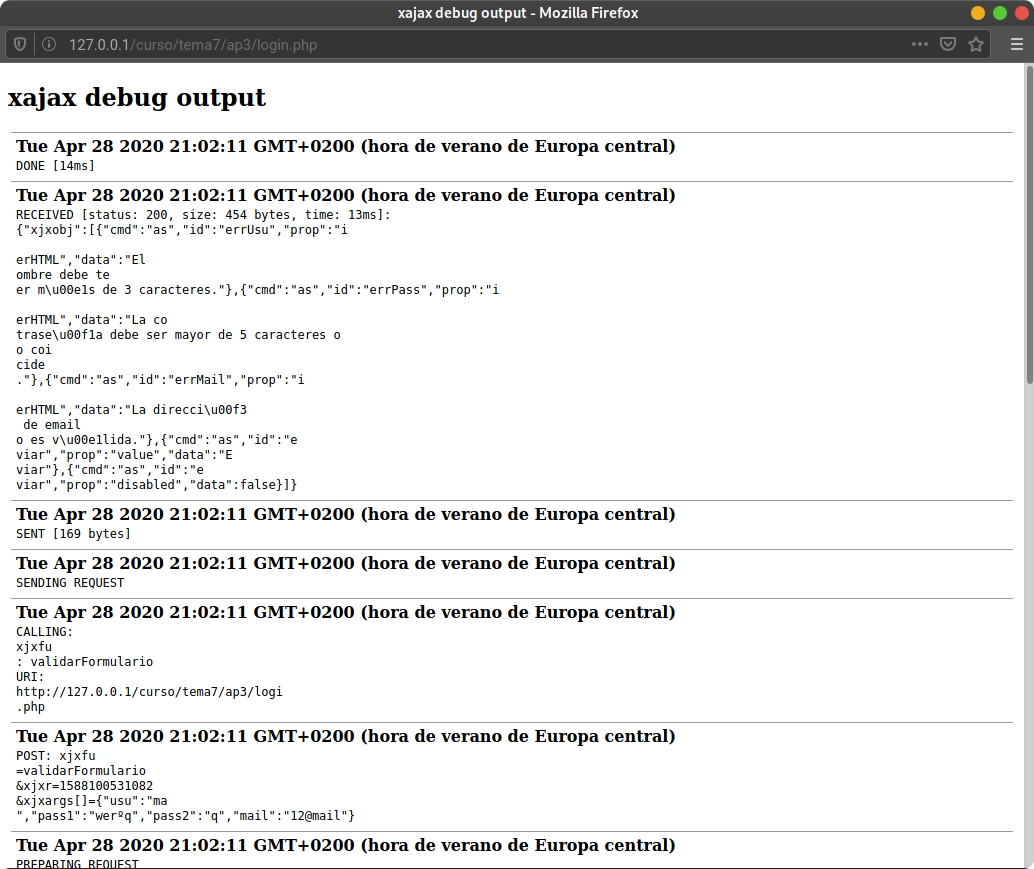 xajax debug output - Mozilla Firefox
127.0.0.1/curso/tema7/ap3/login.php
xajax debug output
Tue Apr 28 2020 21:02:11 GMT+0200 (hora de verano de Europa central)
DONE [14ms]
Tue Apr 28 2020 21:02:11 GMT+0200 (hora de verano de Europa central)
RECEIVED [status: 200, size: 454 bytes, time: 13ms]:
{"xjxobj":[{"cmd":"as","id":"errUsu","prop":"i
erHTML","data":"El
ombre debe te
er m\u00e1s de 3 caracteres."},{"cmd":"as","id":"errPass","prop":"i
erHTML","data":"La co
trase\u00f1a debe ser mayor de 5 caracteres o
o coi
cide
."},{"cmd":"as","id":"errMail","prop":"i
erHTML","data":"La direcci\u00f3
de email
o es v\u00e1lida."},{"cmd":"as","id":"e
viar","prop":"value","data":"E
viar"},{"cmd":"as","id":"e
viar","prop":"disabled","data":false}]}
Tue Apr 28 2020 21:02:11 GMT+0200 (hora de verano de Europa central)
SENT [169 bytes]
Tue Apr 28 2020 21:02:11 GMT+0200 (hora de verano de Europa central)
SENDING REQUEST
Tue Apr 28 2020 21:02:11 GMT+0200 (hora de verano de Europa central)
CALLING:
xjxfu
: validarFormulario
URI:
http://127.0.0.1/curso/tema7/ap3/logi
.php
Tue Apr 28 2020 21:02:11 GMT+0200 (hora de verano de Europa central)
POST: xjxfu
=validarFormulario
&xjxr=1588100531082
&xjxargs[]={"usu":"ma
","pass1":"werºq","pass2":"q","mail":"12@mail"}
Tue Apr 28 2020 21:02:11 GMT+0200 (hora de verano de Europa central)
PREPARING REQUEST